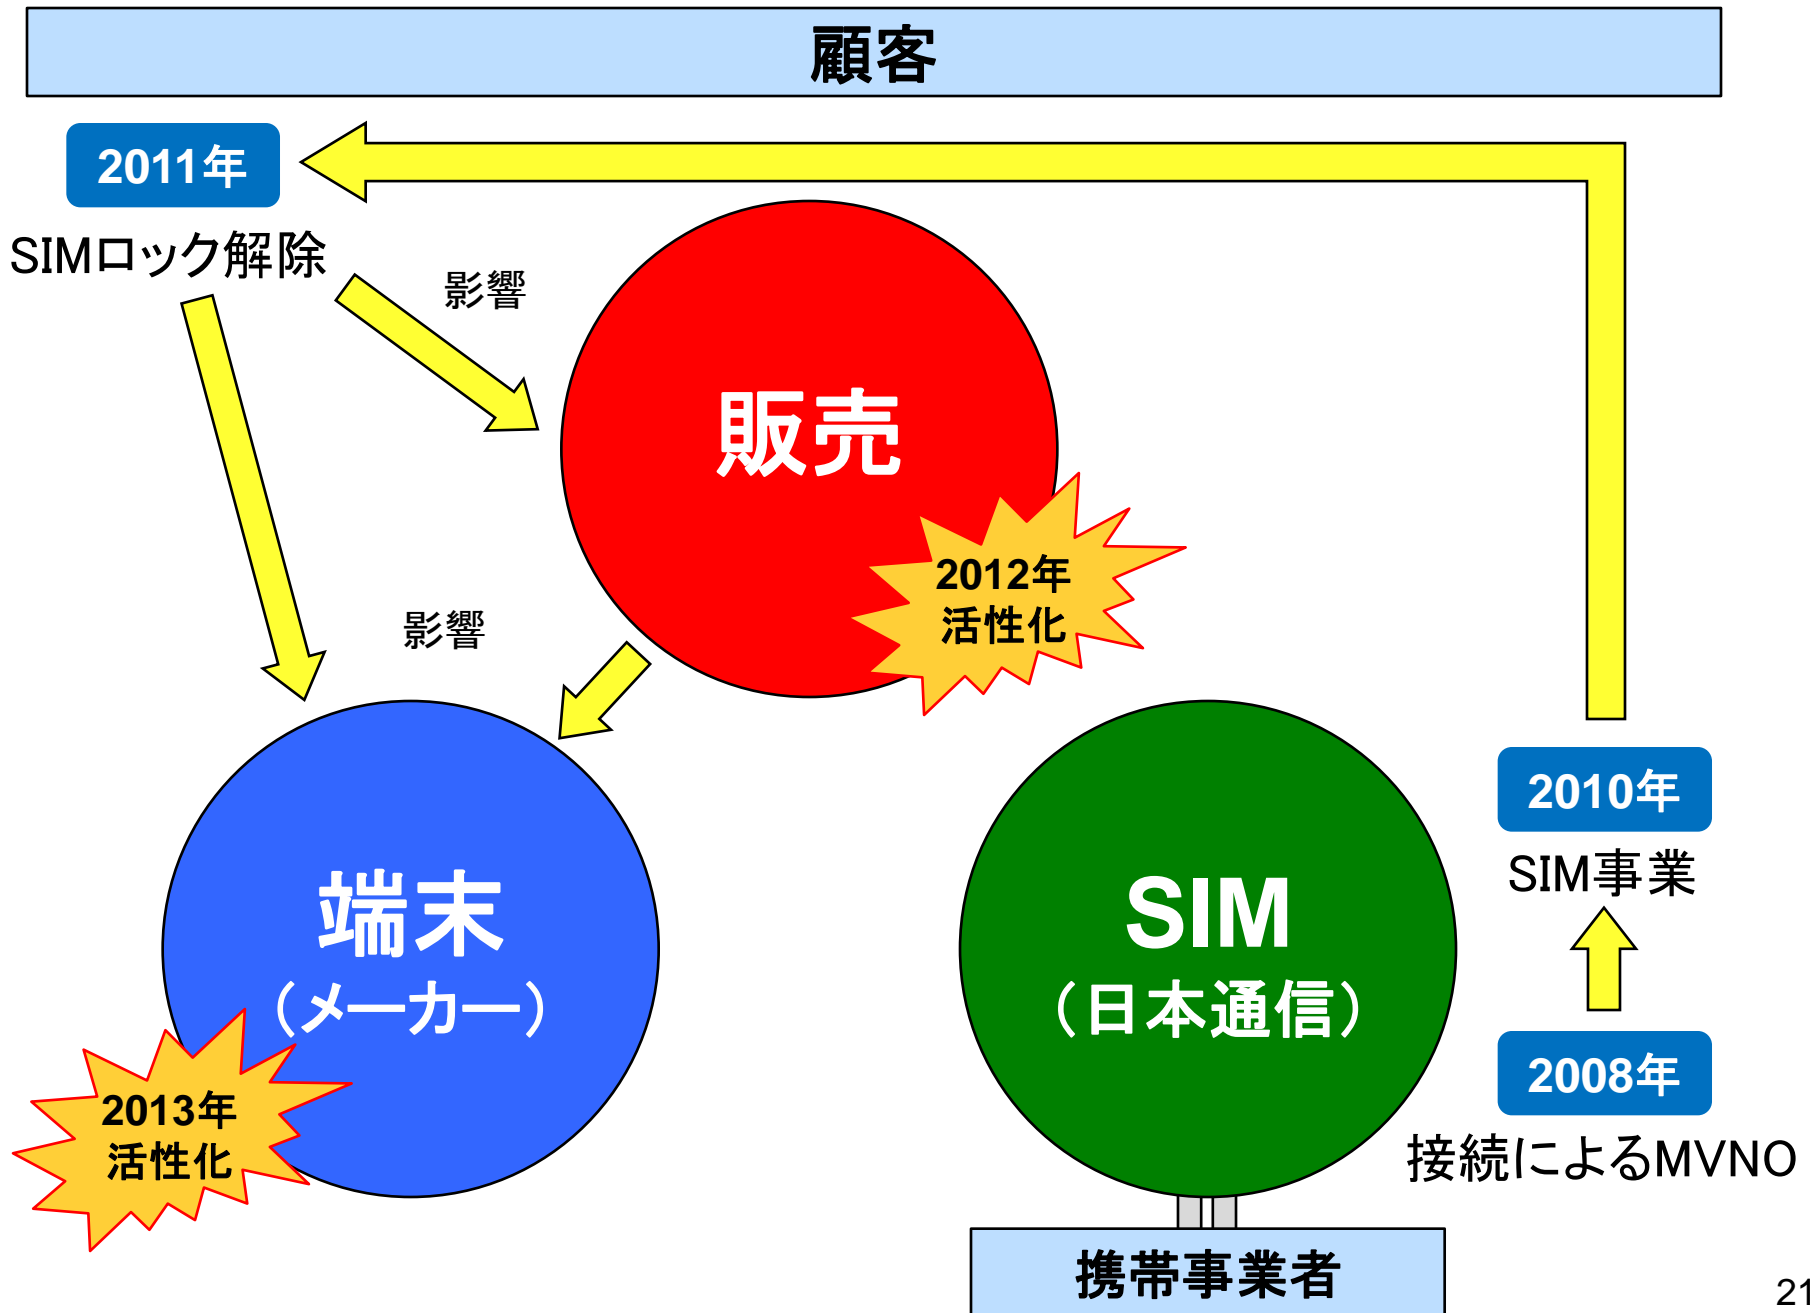 顧客
2011年
SIMロック解除
影響
販売
2012年
活性化
影響
端末
（メーカー）
2013年
活性化
SIM
（日本通信）
2010年
SIM事業
2008年
接続によるMVNO
携帯事業者
21